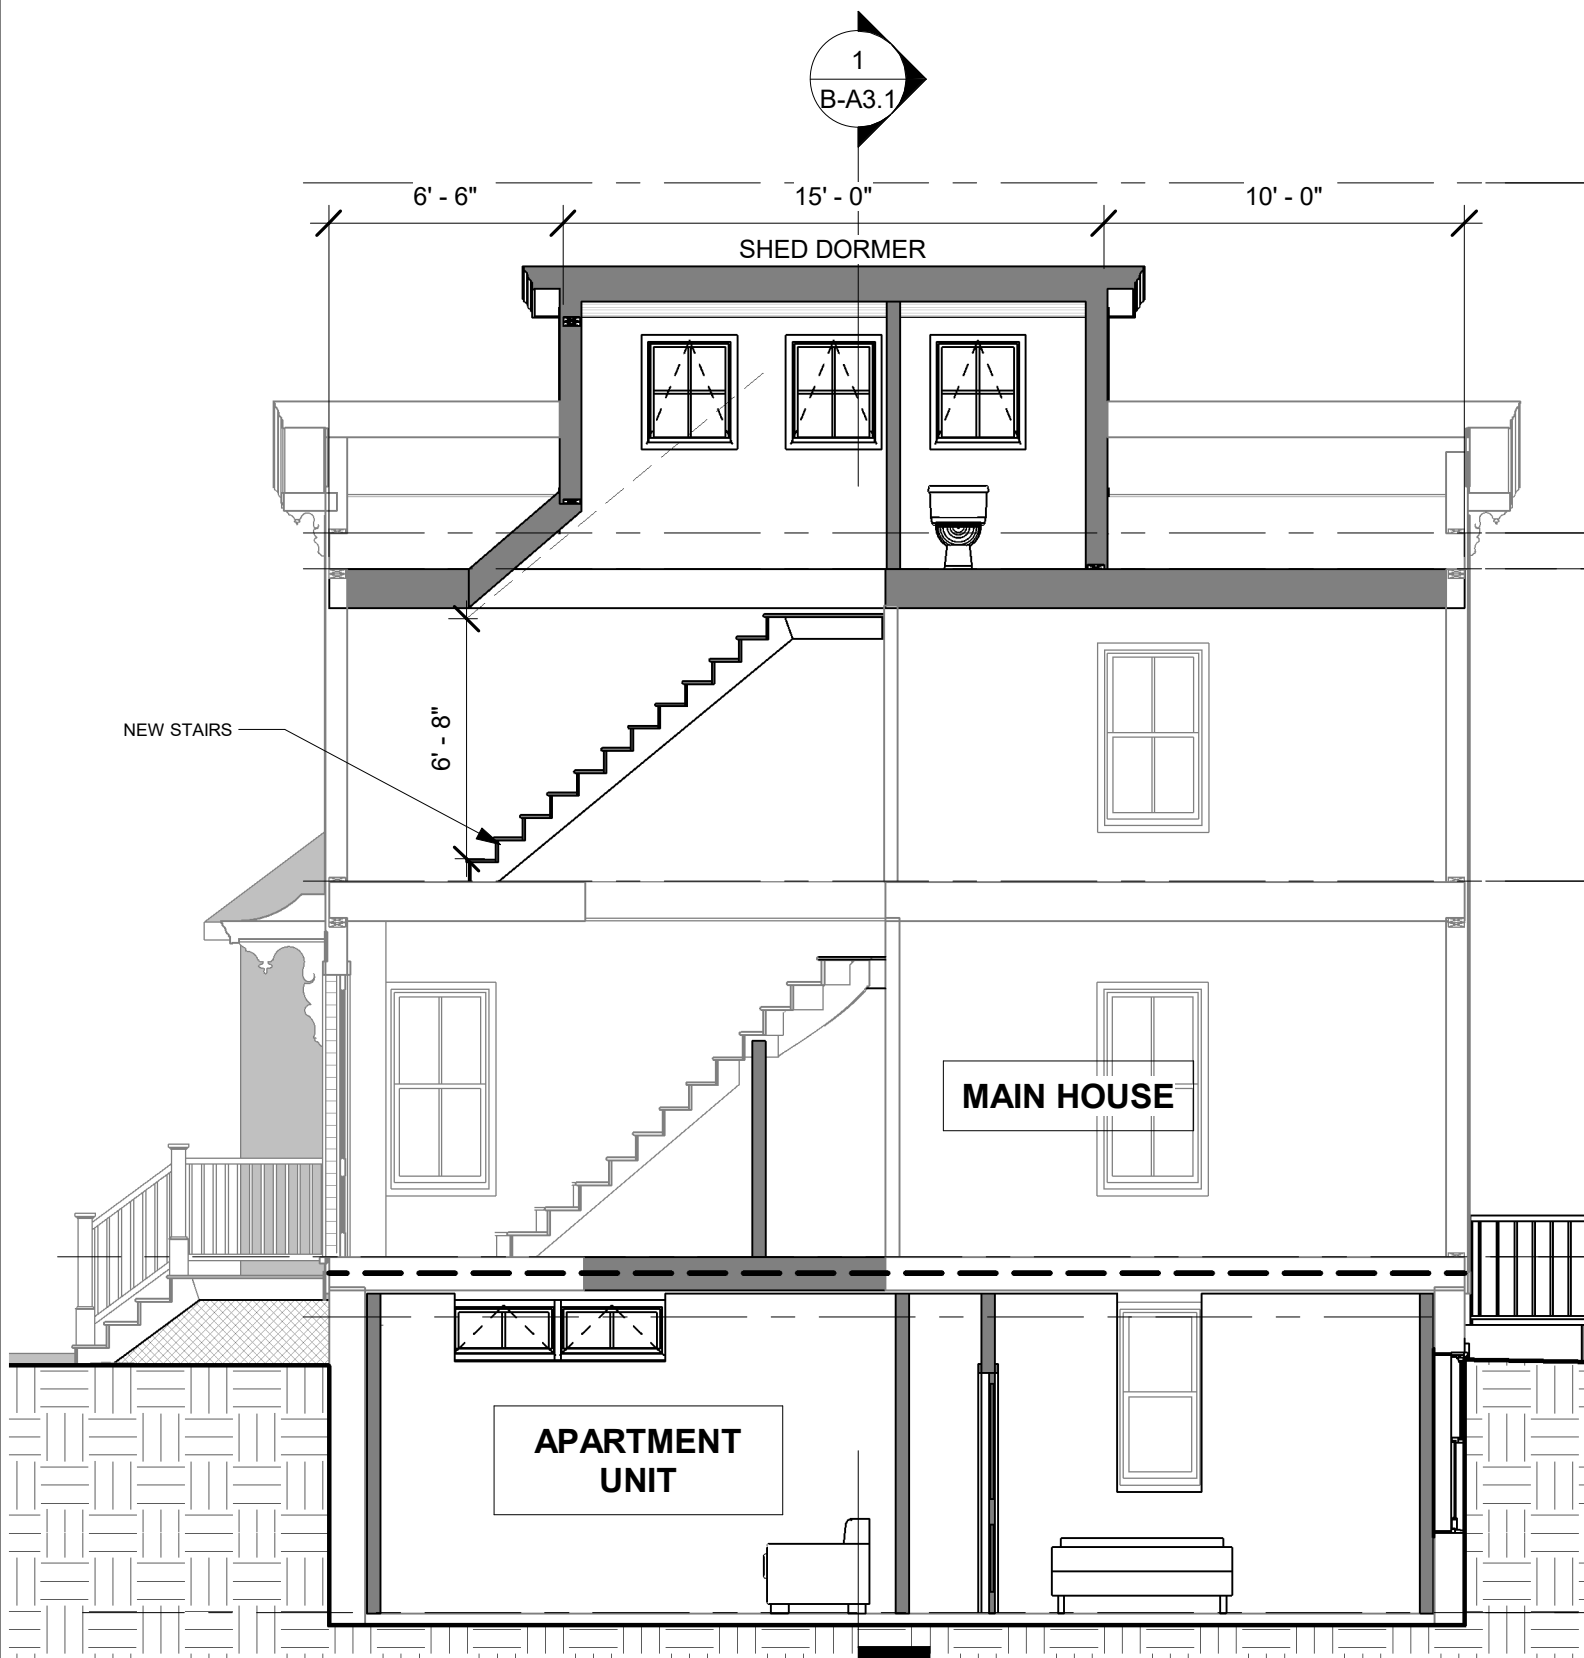 1
B-A3.1
6' - 6"
15' - 0"
10' - 0"
SHED DORMER
6' - 8"
NEW STAIRS
MAIN HOUSE
APARTMENT
UNIT